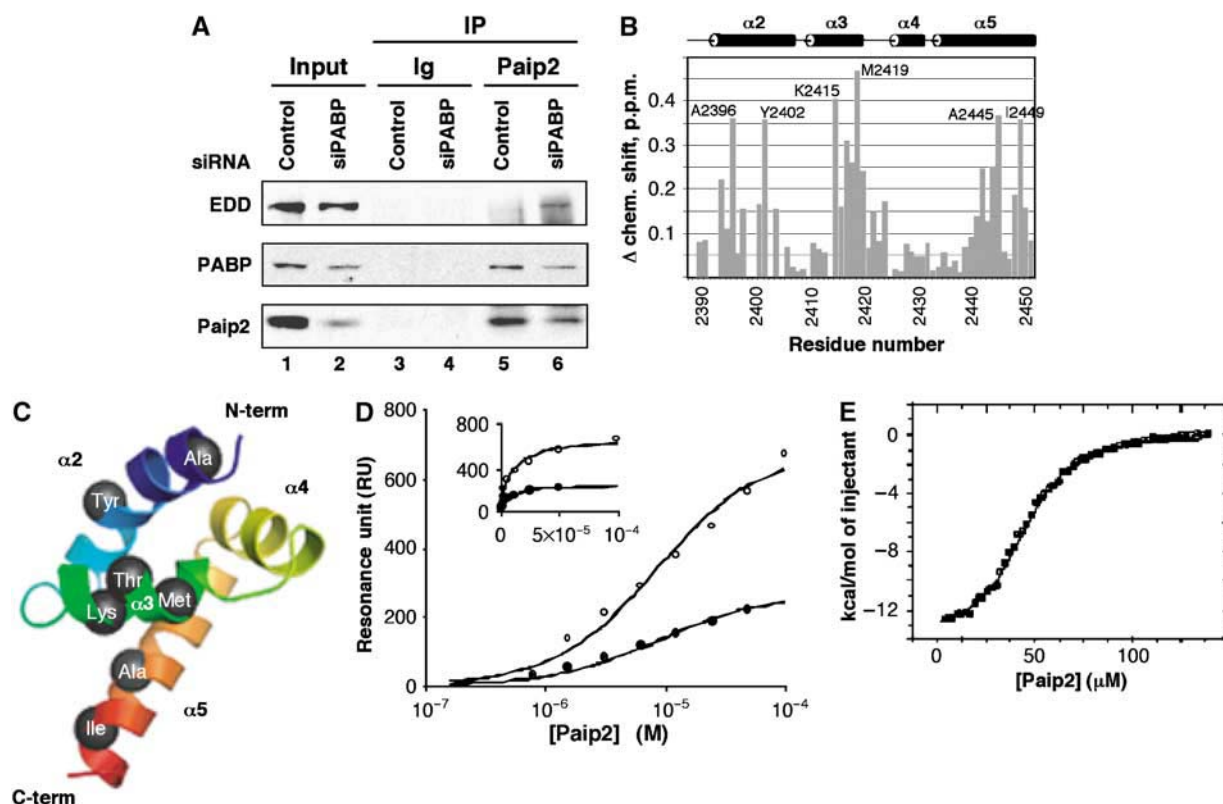 A
IP
Input
Ig
Paip2
siRNA
Control
siPABP
Control
siPABP
Control
siPABP
EDD
PABP
Paip2
1 2 3 4 5 6
B
α2 α3 α4 α5
Δ chem. shift, p.p.m.
0.4
0.3
0.2
0.1
A2396
Y2402
K2415
M2419
A2445
I2449
2390 2400 2410 2420 2430 2440 2450
Residue number
C
N-term
α2
Ala
α4
Tyr
Thr
α3
Met
Lys
Ala
α5
Ile
C-term
D
Resonance unit (RU)
800
600
400
200
0
800
400
0
0 5×10⁻⁵ 10⁻⁴
10⁻⁷ 10⁻⁶ 10⁻⁵ 10⁻⁴
[Paip2] (M)
E
kcal/mol of injectant
0
−4
−8
−12
0 50 100
[Paip2] (μM)